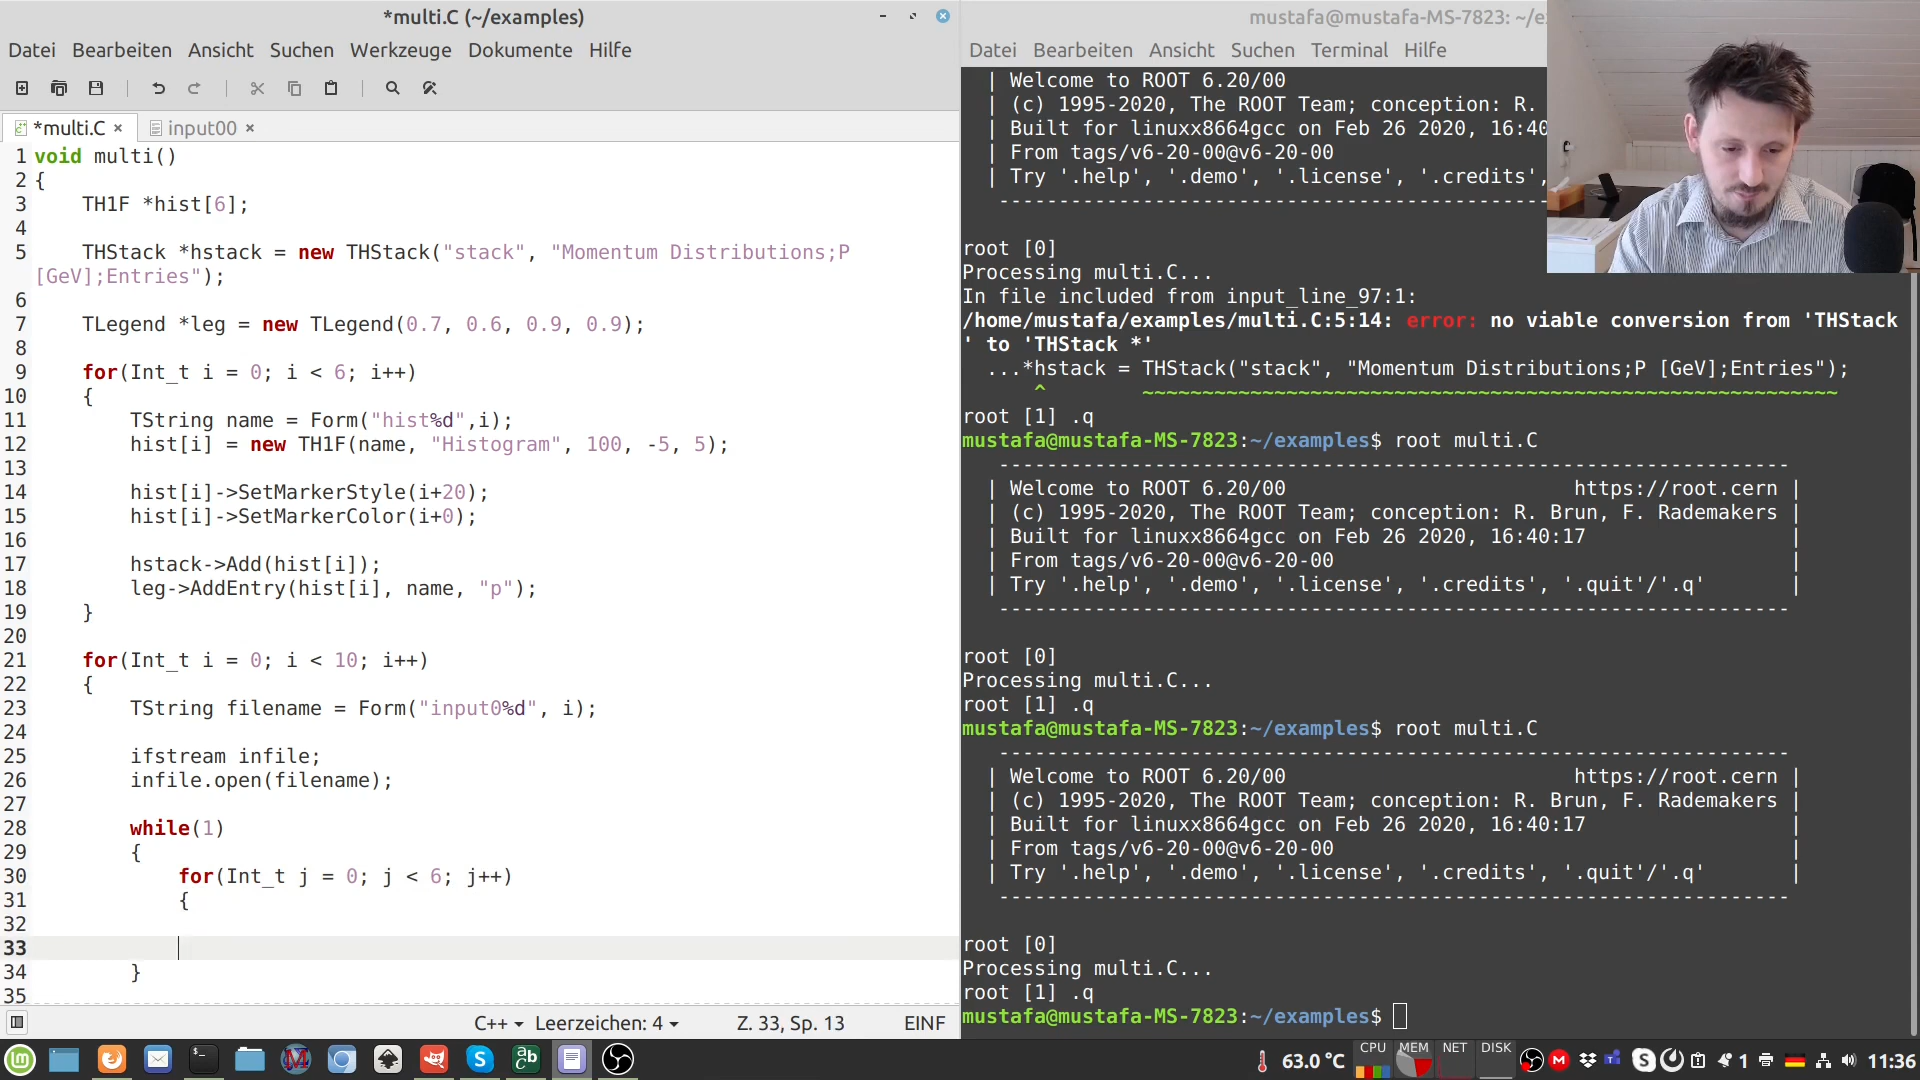 *multi.C (~/examples)
Datei Bearbeiten Ansicht Suchen Werkzeuge Dokumente Hilfe
*multi.C × input00 ×
1 void multi()
2 {
3 TH1F *hist[6];
4
5 THStack *hstack = new THStack("stack", "Momentum Distributions;P
[GeV];Entries");
6
7 TLegend *leg = new TLegend(0.7, 0.6, 0.9, 0.9);
8
9 for(Int_t i = 0; i < 6; i++)
10 {
11 TString name = Form("hist%d",i);
12 hist[i] = new TH1F(name, "Histogram", 100, -5, 5);
13
14 hist[i]->SetMarkerStyle(i+20);
15 hist[i]->SetMarkerColor(i+0);
16
17 hstack->Add(hist[i]);
18 leg->AddEntry(hist[i], name, "p");
19 }
20
21 for(Int_t i = 0; i < 10; i++)
22 {
23 TString filename = Form("input0%d", i);
24
25 ifstream infile;
26 infile.open(filename);
27
28 while(1)
29 {
30 for(Int_t j = 0; j < 6; j++)
31 {
32
33
34 }
35
C++ Leerzeichen: 4 Z. 33, Sp. 13 EINF
mustafa@mustafa-MS-7823: ~/e
Datei Bearbeiten Ansicht Suchen Terminal Hilfe
| Welcome to ROOT 6.20/00
| (c) 1995-2020, The ROOT Team; conception: R.
| Built for linuxx8664gcc on Feb 26 2020, 16:40
| From tags/v6-20-00@v6-20-00
| Try '.help', '.demo', '.license', '.credits',
----------------------------------------------
root [0]
Processing multi.C...
In file included from input_line_97:1:
/home/mustafa/examples/multi.C:5:14: error: no viable conversion from 'THStack
' to 'THStack *'
...*hstack = THStack("stack", "Momentum Distributions;P [GeV];Entries");
^ ~~~~~~~~~~~~~~~~~~~~~~~~~~~~~~~~~~~~~~~~~~~~~~~~~~~~~~~~~~
root [1] .q
mustafa@mustafa-MS-7823:~/examples$ root multi.C
------------------------------------------------------------------
| Welcome to ROOT 6.20/00 https://root.cern |
| (c) 1995-2020, The ROOT Team; conception: R. Brun, F. Rademakers |
| Built for linuxx8664gcc on Feb 26 2020, 16:40:17 |
| From tags/v6-20-00@v6-20-00 |
| Try '.help', '.demo', '.license', '.credits', '.quit'/'.q' |
------------------------------------------------------------------
root [0]
Processing multi.C...
root [1] .q
mustafa@mustafa-MS-7823:~/examples$ root multi.C
------------------------------------------------------------------
| Welcome to ROOT 6.20/00 https://root.cern |
| (c) 1995-2020, The ROOT Team; conception: R. Brun, F. Rademakers |
| Built for linuxx8664gcc on Feb 26 2020, 16:40:17 |
| From tags/v6-20-00@v6-20-00 |
| Try '.help', '.demo', '.license', '.credits', '.quit'/'.q' |
------------------------------------------------------------------
root [0]
Processing multi.C...
root [1] .q
mustafa@mustafa-MS-7823:~/examples$
63.0 °C CPU MEM NET DISK 1 11:36